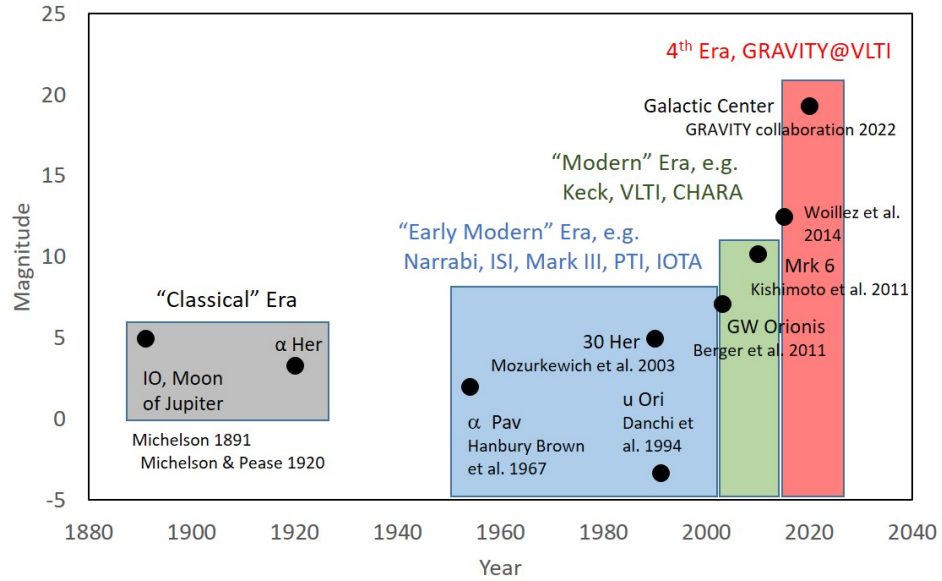 25
20
15
10
5
0
-5
Magnitude
4th Era, GRAVITY@VLTI
Galactic Center
GRAVITY collaboration 2022
“Modern” Era, e.g.
Keck, VLTI, CHARA
Woillez et al.
2014
“Early Modern” Era, e.g.
Narrabi, ISI, Mark III, PTI, IOTA
Mrk 6
Kishimoto et al. 2011
“Classical” Era
α Her
IO, Moon
of Jupiter
Michelson 1891
Michelson & Pease 1920
30 Her
Mozurkewich et al. 2003
GW Orionis
Berger et al. 2011
α Pav
Hanbury Brown
et al. 1967
u Ori
Danchi et
al. 1994
1880 1900 1920 1940 1960 1980 2000 2020 2040
Year